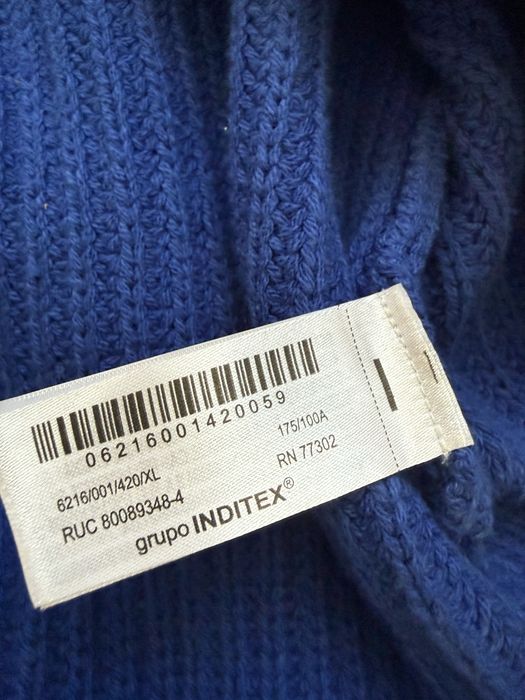 06216001420059
6216/001/420/XL
175/100A
RUC 80089348-4
RN 77302
grupo INDITEX®